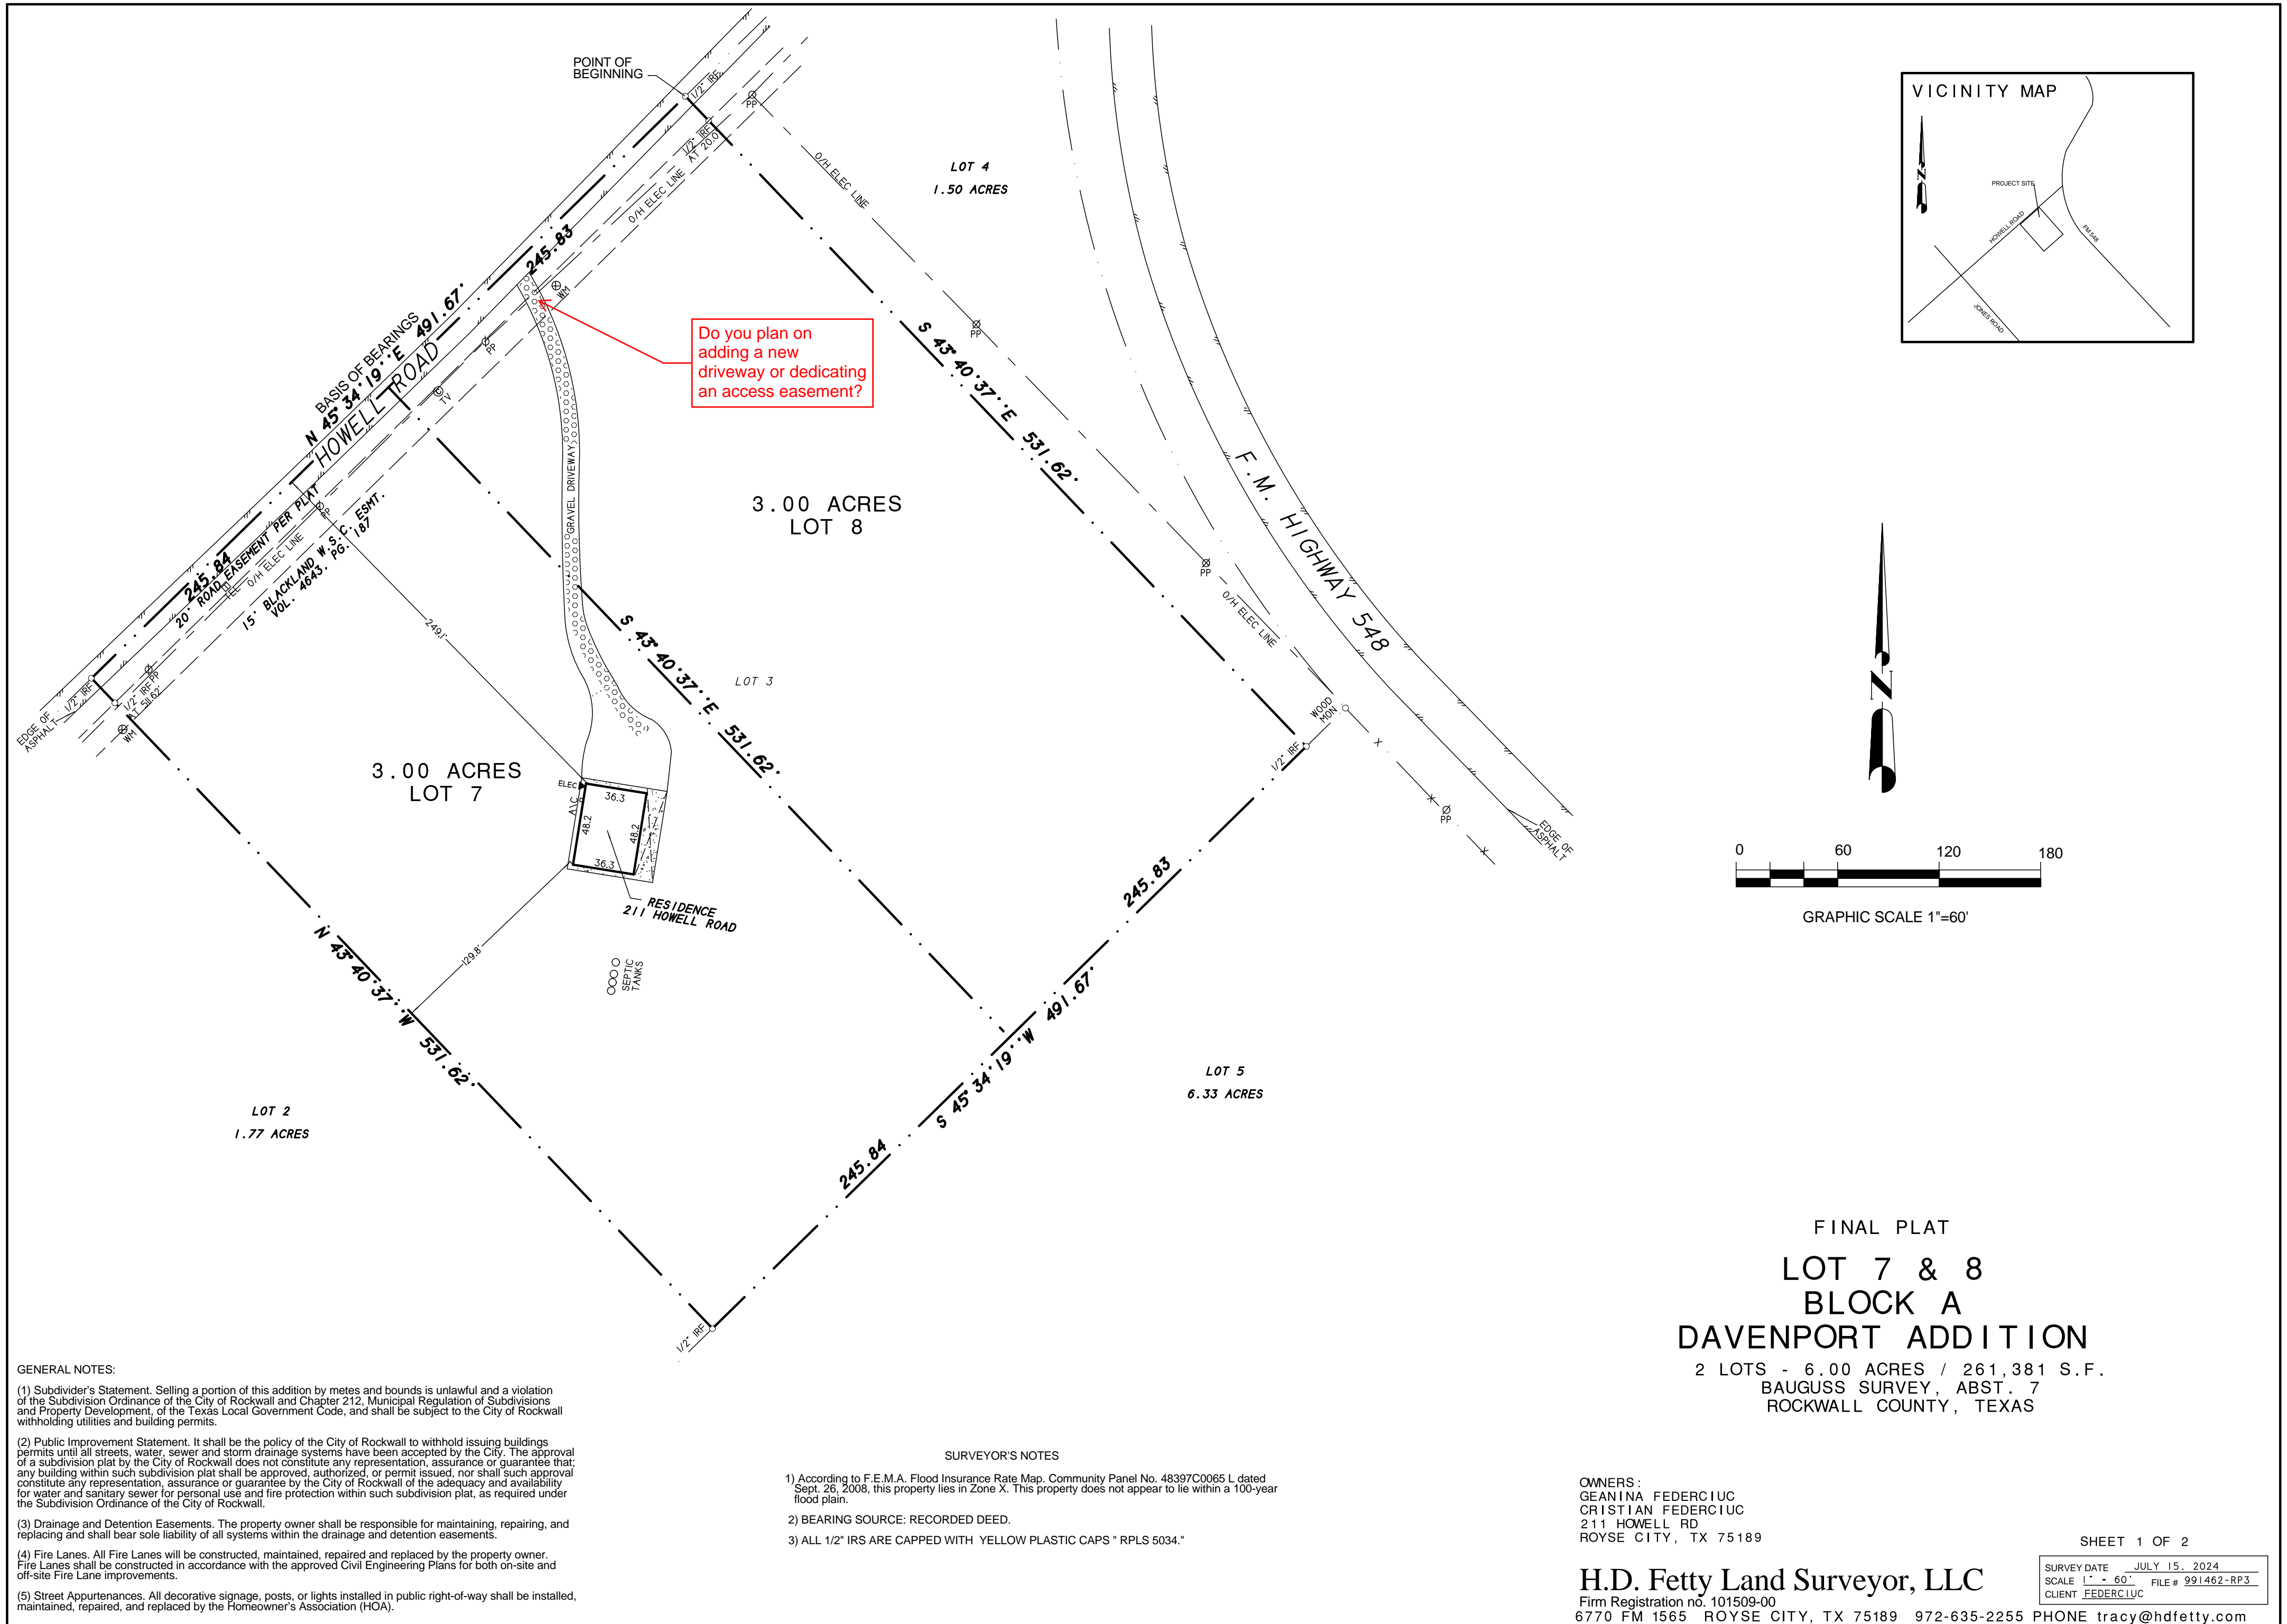 POINT OF
BEGINNING
1/2" IRF
PP
1/2" IRF
AT 20.0'
O/H ELEC LINE
O/H ELEC LINE
LOT 4
1.50 ACRES
VICINITY MAP
N
PROJECT SITE
HOWELL ROAD
FM 548
JONES ROAD
245.83
WM
BASIS OF BEARINGS
N 45° 34' 19''E 491.67'
HOWELL ROAD
PP
TV
Do you plan on
adding a new
driveway or dedicating
an access easement?
S 43° 40'37''E 531.62'
PP
GRAVEL DRIVEWAY
3.00 ACRES
LOT 8
F.M. HIGHWAY 548
PP
O/H ELEC LINE
245.84
20' ROAD EASEMENT PER PLAT
PP
TEL
O/H ELEC LINE
15' BLACKLAND W.S.C. ESMT.
VOL. 4643, PG. 187
249.1'
S 43° 40'37''E 531.62'
LOT 3
EDGE OF
ASPHALT
1/2" IRF
1/2" IRF
AT 511.62'
PP
WM
WOOD
MON
1/2" IRF
X
X
X
PP
EDGE OF
ASPHALT
N
3.00 ACRES
LOT 7
ELEC
A\C
36.3
48.2
48.2
36.3
RESIDENCE
211 HOWELL ROAD
129.8'
SEPTIC
TANKS
N 43° 40'37''W 531.62'
245.83
S 45° 34' 19''W 491.67'
245.84
0 60 120 180
GRAPHIC SCALE 1"=60'
LOT 5
6.33 ACRES
LOT 2
1.77 ACRES
1/2" IRF
FINAL PLAT
LOT 7 & 8
BLOCK A
DAVENPORT ADDITION
2 LOTS - 6.00 ACRES / 261,381 S.F.
BAUGUSS SURVEY, ABST. 7
ROCKWALL COUNTY, TEXAS
GENERAL NOTES:
(1) Subdivider's Statement. Selling a portion of this addition by metes and bounds is unlawful and a violation
of the Subdivision Ordinance of the City of Rockwall and Chapter 212, Municipal Regulation of Subdivisions
and Property Development, of the Texas Local Government Code, and shall be subject to the City of Rockwall
withholding utilities and building permits.
(2) Public Improvement Statement. It shall be the policy of the City of Rockwall to withhold issuing buildings
permits until all streets, water, sewer and storm drainage systems have been accepted by the City. The approval
of a subdivision plat by the City of Rockwall does not constitute any representation, assurance or guarantee that;
any building within such subdivision plat shall be approved, authorized, or permit issued, nor shall such approval
constitute any representation, assurance or guarantee by the City of Rockwall of the adequacy and availability
for water and sanitary sewer for personal use and fire protection within such subdivision plat, as required under
the Subdivision Ordinance of the City of Rockwall.
(3) Drainage and Detention Easements. The property owner shall be responsible for maintaining, repairing, and
replacing and shall bear sole liability of all systems within the drainage and detention easements.
(4) Fire Lanes. All Fire Lanes will be constructed, maintained, repaired and replaced by the property owner.
Fire Lanes shall be constructed in accordance with the approved Civil Engineering Plans for both on-site and
off-site Fire Lane improvements.
(5) Street Appurtenances. All decorative signage, posts, or lights installed in public right-of-way shall be installed,
maintained, repaired, and replaced by the Homeowner's Association (HOA).
SURVEYOR'S NOTES
1) According to F.E.M.A. Flood Insurance Rate Map. Community Panel No. 48397C0065 L dated
Sept. 26, 2008, this property lies in Zone X. This property does not appear to lie within a 100-year
flood plain.
2) BEARING SOURCE: RECORDED DEED.
3) ALL 1/2" IRS ARE CAPPED WITH YELLOW PLASTIC CAPS " RPLS 5034."
OWNERS:
GEANINA FEDERCIUC
CRISTIAN FEDERCIUC
211 HOWELL RD
ROYSE CITY, TX 75189
SHEET 1 OF 2
H.D. Fetty Land Surveyor, LLC
Firm Registration no. 101509-00
6770 FM 1565 ROYSE CITY, TX 75189 972-635-2255 PHONE tracy@hdfetty.com
SURVEY DATE JULY 15, 2024
SCALE 1" - 60' FILE # 991462-RP3
CLIENT FEDERCIUC